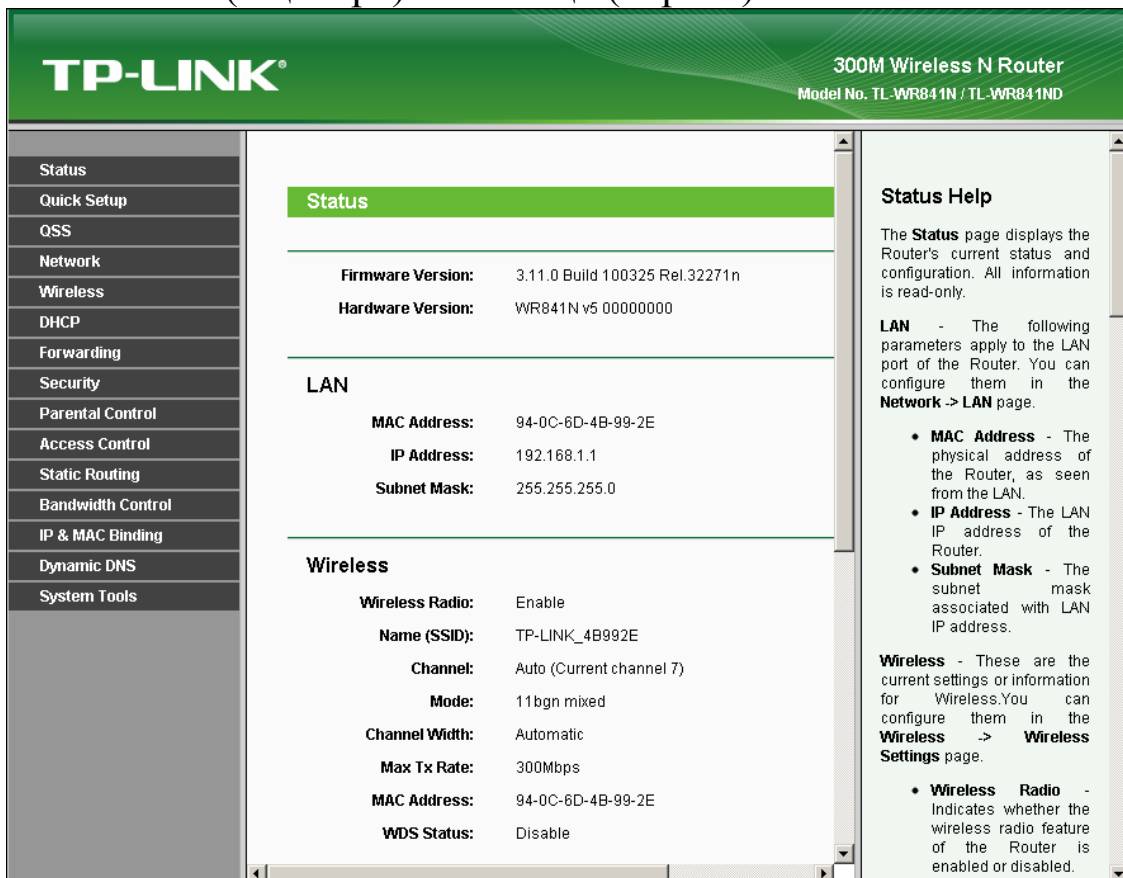 TP-LINK®
300M Wireless N Router
Model No. TL-WR841N / TL-WR841ND
Status
Quick Setup
QSS
Network
Wireless
DHCP
Forwarding
Security
Parental Control
Access Control
Static Routing
Bandwidth Control
IP & MAC Binding
Dynamic DNS
System Tools
Status
Firmware Version: 3.11.0 Build 100325 Rel.32271n
Hardware Version: WR841N v5 00000000
LAN
MAC Address: 94-0C-6D-4B-99-2E
IP Address: 192.168.1.1
Subnet Mask: 255.255.255.0
Wireless
Wireless Radio: Enable
Name (SSID): TP-LINK_4B992E
Channel: Auto (Current channel 7)
Mode: 11bgn mixed
Channel Width: Automatic
Max Tx Rate: 300Mbps
MAC Address: 94-0C-6D-4B-99-2E
WDS Status: Disable
Status Help
The Status page displays the
Router's current status and
configuration. All information
is read-only.
LAN - The following
parameters apply to the LAN
port of the Router. You can
configure them in the
Network -> LAN page.
• MAC Address - The
physical address of
the Router, as seen
from the LAN.
• IP Address - The LAN
IP address of the
Router.
• Subnet Mask - The
subnet mask
associated with LAN
IP address.
Wireless - These are the
current settings or information
for Wireless.You can
configure them in the
Wireless -> Wireless
Settings page.
• Wireless Radio -
Indicates whether the
wireless radio feature
of the Router is
enabled or disabled.